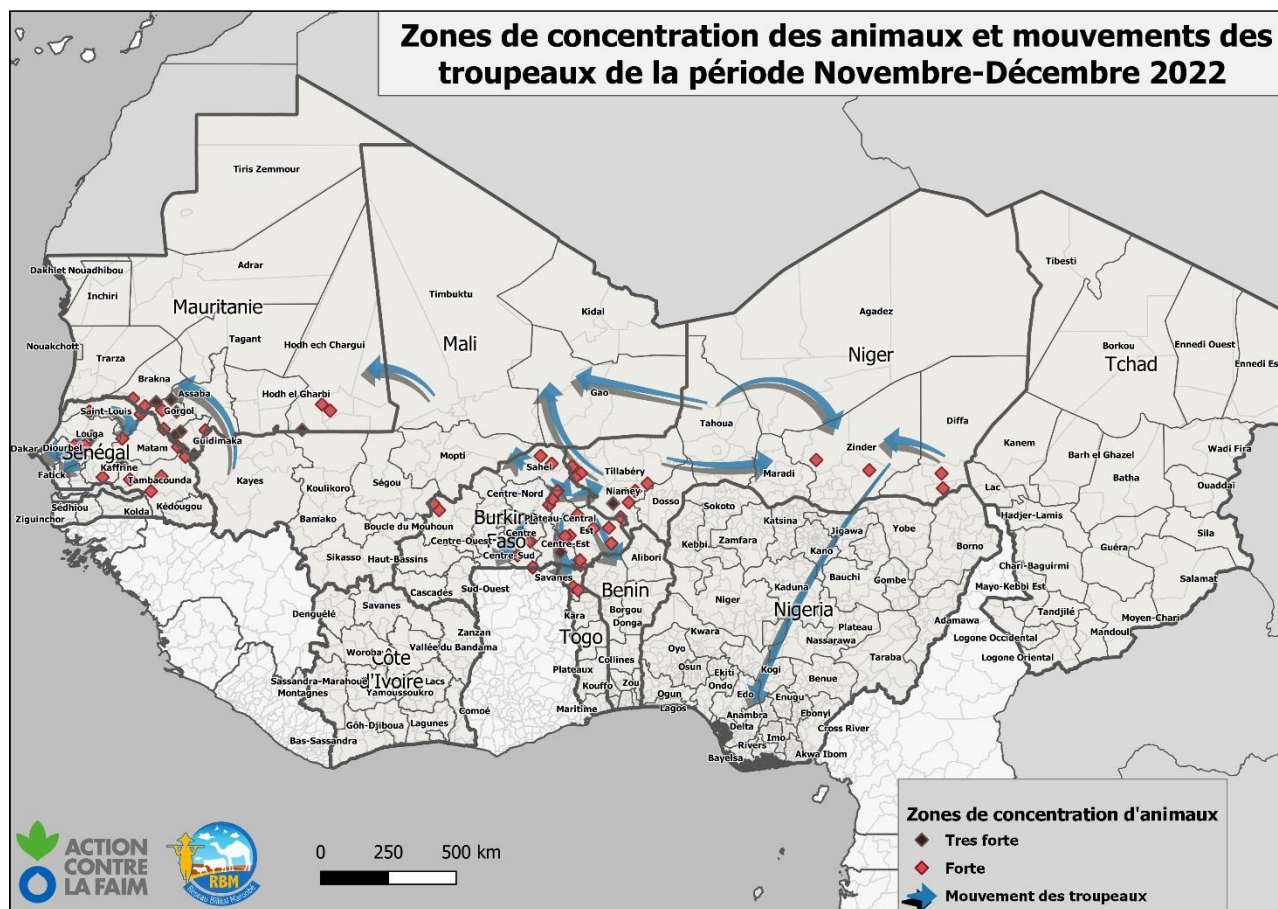 Zones de concentration des animaux et mouvements des
troupeaux de la période Novembre-Décembre 2022
Tiris Zemmour
Dakhlet Nouadhibou
Adrar
Inchiri
Mauritanie
Nouakchott
Tagant
Trarza
Hodh ech Chargui
Brakna
Assaba
Hodh el Gharbi
Gorgol
Guidimaka
Timbuktu
Kidal
Mali
Gao
Mopti
Ségou
Kayes
Koulikoro
Bamako
Sikasso
Agadez
Niger
Tahoua
Diffa
Zinder
Maradi
Tillabéry
Niamey
Dosso
Tibesti
Borkou
Ennedi Ouest
Ennedi Es
Tchad
Kanem
Wadi Fira
Barh el Ghazel
Batha
Ouaddaï
Lac
Hadjer-Lamis
Sila
Guéra
Chari-Baguirmi
Salamat
Mayo-Kebbi Est
Tandjilé
Moyen-Chari
Mandoul
Logone Occidental
Logone Oriental
Saint-Louis
Louga
Matam
Dakar
Diourbel
Sénégal
Fatick
Kaffrine
Tambacounda
Sédhiou
Kolda
Kédougou
Ziguinchor
Sahel
Centre-Nord
Boucle du Mouhoun
Burkina
Faso
Plateau-Central
Centre
Est
Centre-Ouest
Centre-Est
Centre-Sud
Haut-Bassins
Cascades
Sud-Ouest
Savanes
Kara
Togo
Plateaux
Maritime
Alibori
Benin
Borgou
Donga
Collines
Kouffo
Zou
Denguélé
Savanes
Zanzan
Woroba
Vallée du Bandama
Côte
d'Ivoire
Sassandra-Marahoué
Montagnes
Lacs
Yamoussoukro
Gôh-Djiboua
Lagunes
Comoé
Bas-Sassandra
Sokoto
Katsina
Jigawa
Yobe
Kebbi
Zamfara
Kano
Borno
Kaduna
Bauchi
Gombe
Niger
Nigeria
Plateau
Adamawa
Kwara
Nassarawa
Oyo
Taraba
Osun
Ekiti
Kogi
Benue
Ondo
Ogun
Edo
Enugu
Lagos
Anambra
Ebonyi
Delta
Cross River
Imo
Rivers
Bayelsa
Akwa Ibom
ACTION
CONTRE
LA FAIM
RBM
Réseau Billital Maroobé
0 250 500 km
Zones de concentration d'animaux
Tres forte
Forte
Mouvement des troupeaux